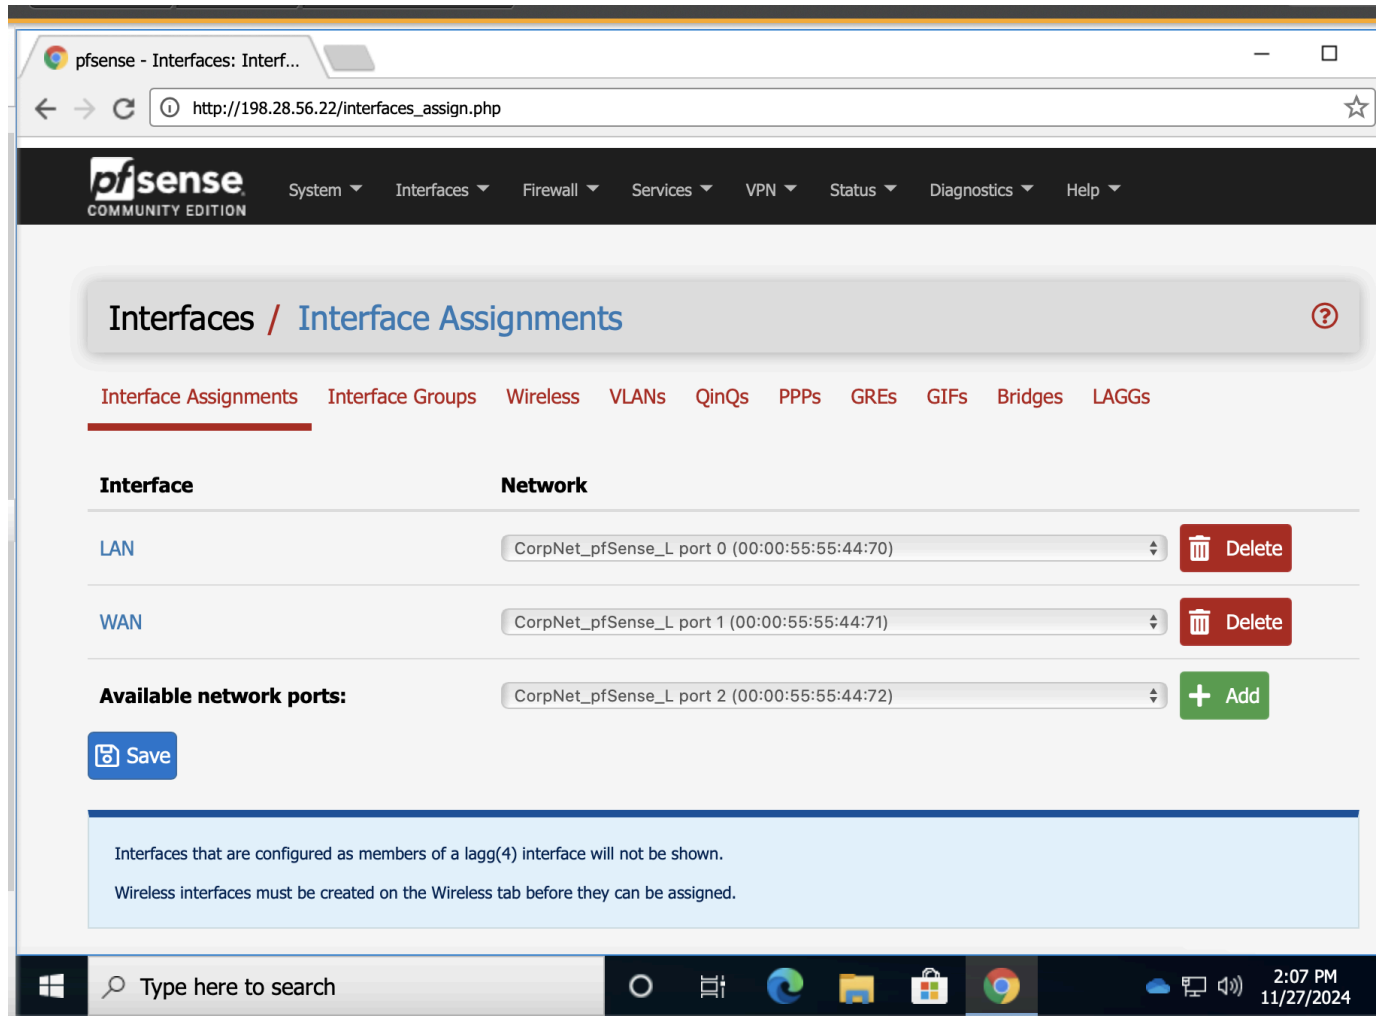 pfsense - Interfaces: Interf...
http://198.28.56.22/interfaces_assign.php
pfsense
COMMUNITY EDITION
System Interfaces Firewall Services VPN Status Diagnostics Help
Interfaces / Interface Assignments
Interface Assignments Interface Groups Wireless VLANs QinQs PPPs GREs GIFs Bridges LAGGs
Interface Network
LAN CorpNet_pfSense_L port 0 (00:00:55:55:44:70) Delete
WAN CorpNet_pfSense_L port 1 (00:00:55:55:44:71) Delete
Available network ports: CorpNet_pfSense_L port 2 (00:00:55:55:44:72) + Add
Save
Interfaces that are configured as members of a lagg(4) interface will not be shown.
Wireless interfaces must be created on the Wireless tab before they can be assigned.
Type here to search
2:07 PM
11/27/2024